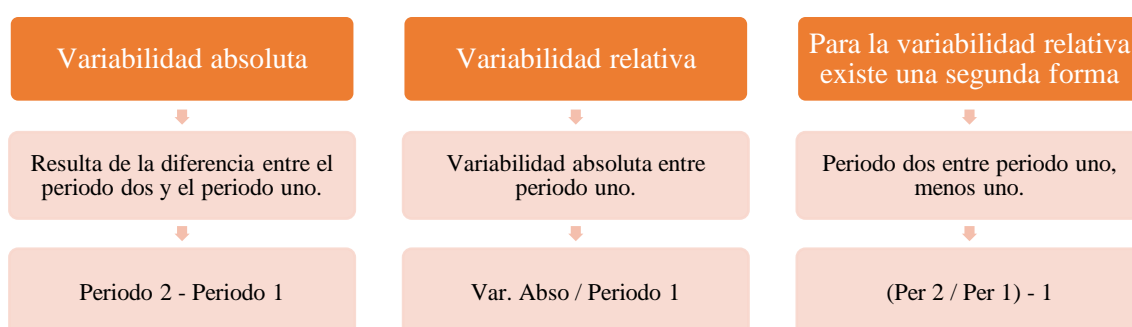 Variabilidad absoluta
Resulta de la diferencia entre el
periodo dos y el periodo uno.
Periodo 2 - Periodo 1
Variabilidad relativa
Variabilidad absoluta entre
periodo uno.
Var. Abso / Periodo 1
Para la variabilidad relativa
existe una segunda forma
Periodo dos entre periodo uno,
menos uno.
(Per 2 / Per 1) - 1